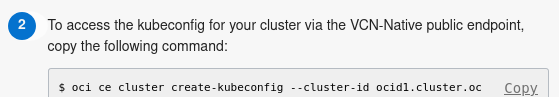 2 To access the kubeconfig for your cluster via the VCN-Native public endpoint,
copy the following command:
$ oci ce cluster create-kubeconfig --cluster-id ocid1.cluster.oc Copy